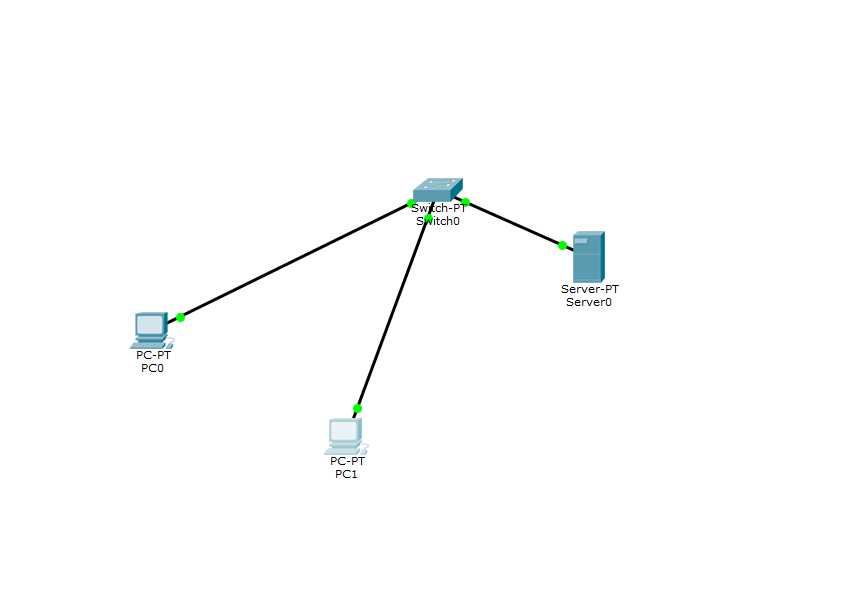 Switch-PT
Switch0
Server-PT
Server0
PC-PT
PC0
PC-PT
PC1